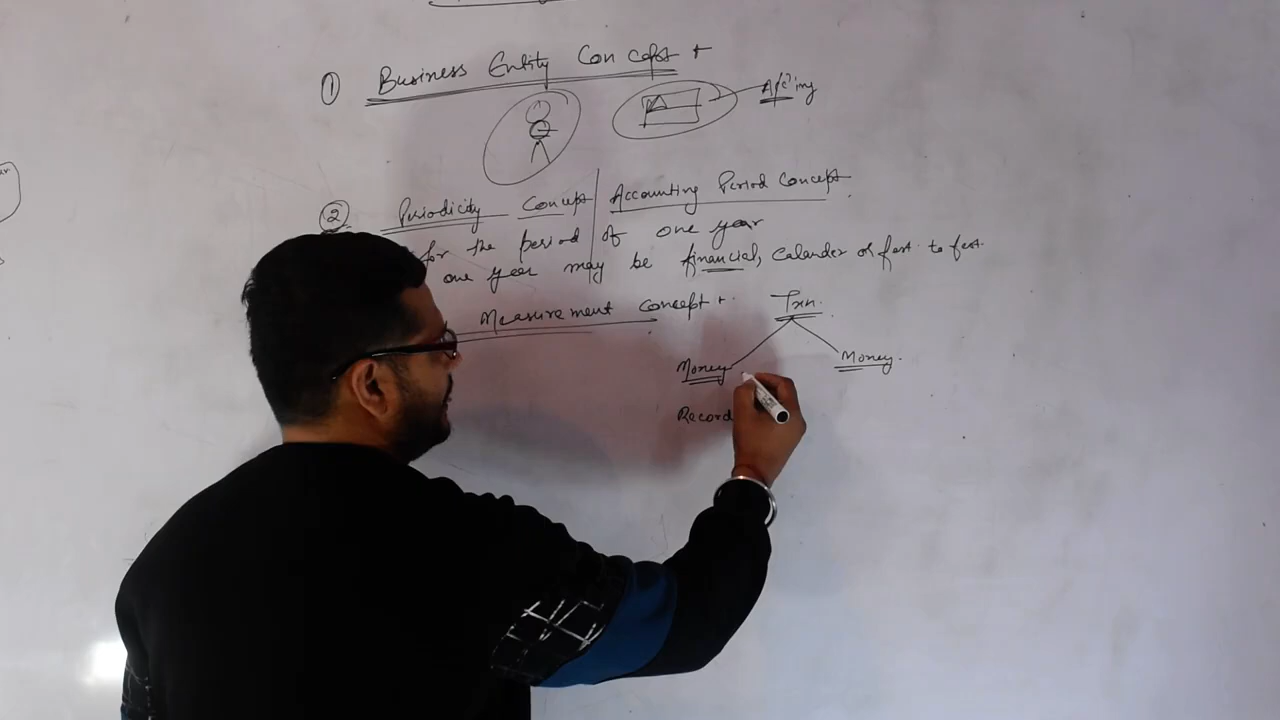 ① Business Entity Concept
A/c'ing
② Periodicity Concept | Accounting Period Concept
for the period of one year
one year may be financial, Calander or fest to fest.
Measurement Concept
Txn.
Money
Money.
Record